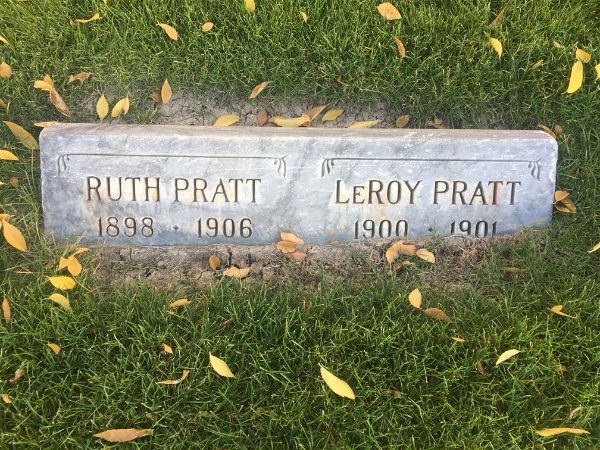 RUTH PRATT
1898 · 1906
LeROY PRATT
1900 · 1901